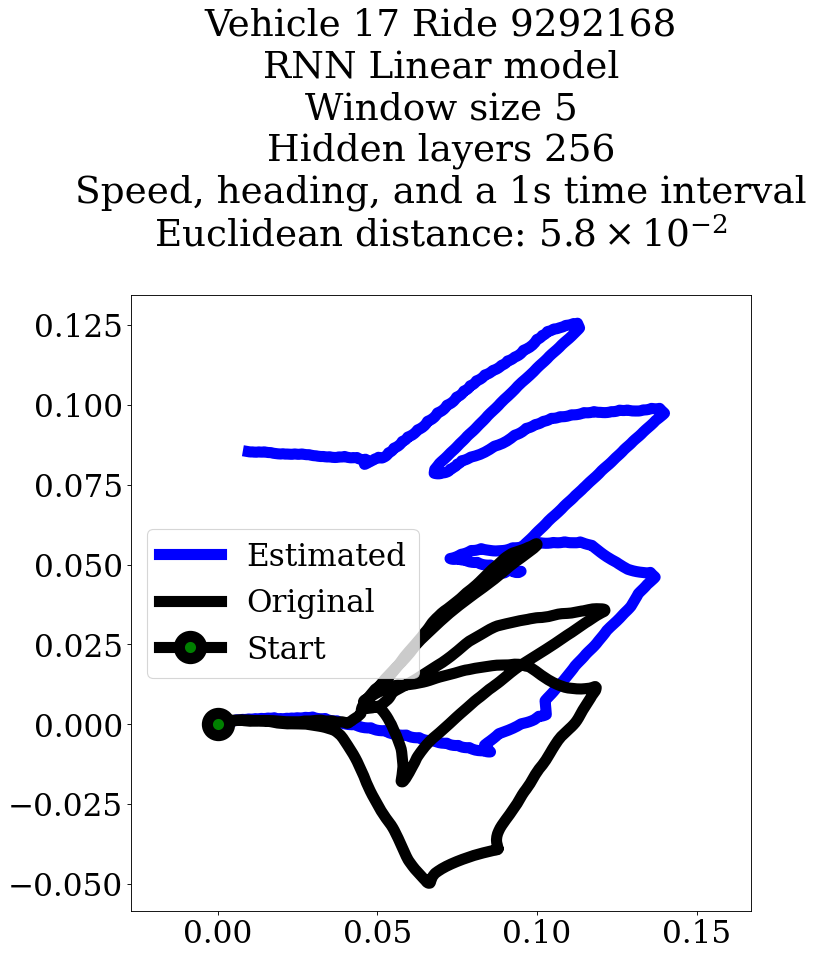 Vehicle 17 Ride 9292168
RNN Linear model
Window size 5
Hidden layers 256
Speed, heading, and a 1s time interval
Euclidean distance: 5.8 × 10⁻²
0.125
0.100
0.075
0.050
0.025
0.000
−0.025
−0.050
Estimated
Original
Start
0.00 0.05 0.10 0.15